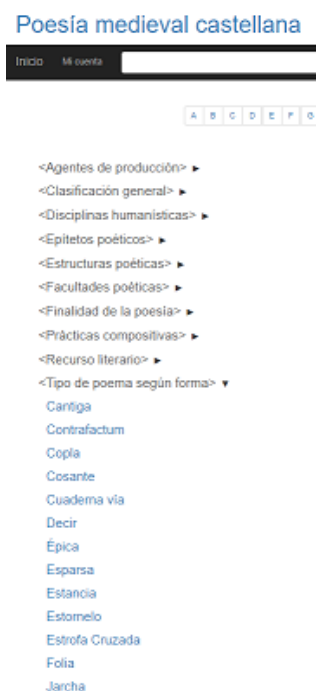 Poesía medieval castellana
Inicio Mi cuenta
A B C D E F G
<Agentes de producción> ►
<Clasificación general> ►
<Disciplinas humanísticas> ►
<Epítetos poéticos> ►
<Estructuras poéticas> ►
<Facultades poéticas> ►
<Finalidad de la poesía> ►
<Prácticas compositivas> ►
<Recurso literario> ►
<Tipo de poema según forma> ▼
Cantiga
Contrafactum
Copla
Cosante
Cuaderna vía
Decir
Épica
Esparsa
Estancia
Estornelo
Estrofa Cruzada
Folia
Jarcha